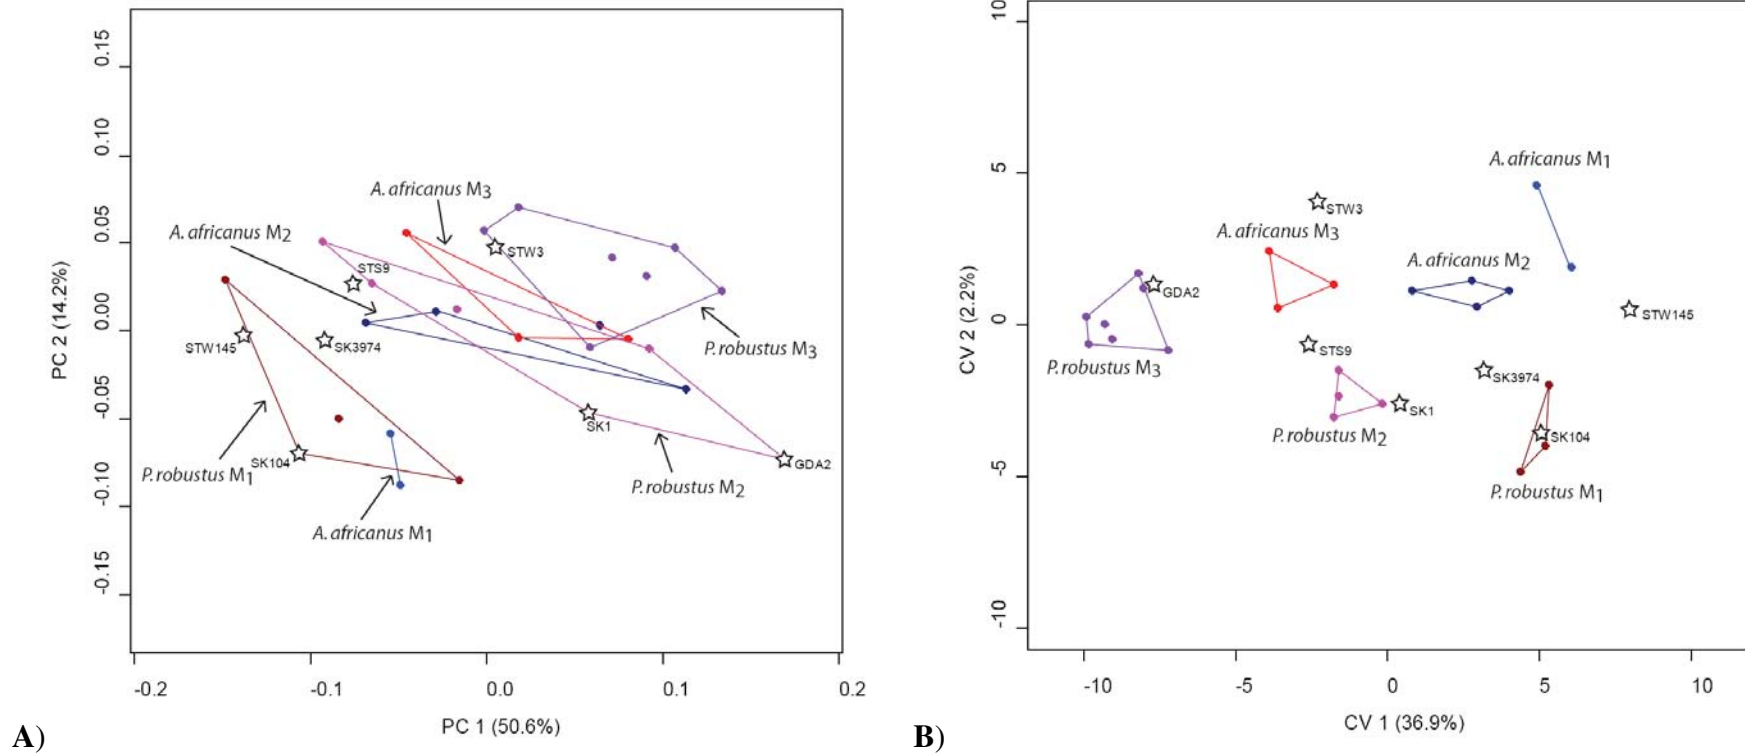 0.15
0.10
0.05
0.00
-0.05
-0.10
-0.15
PC 2 (14.2%)
A. africanus M3
A. africanus M2
STS9
STW3
STW145
SK3974
P. robustus M3
SK1
SK104
P. robustus M1
GDA2
P. robustus M2
A. africanus M1
-0.2
-0.1
0.0
0.1
0.2
PC 1 (50.6%)
A)
10
5
0
-5
-10
CV 2 (2.2%)
A. africanus M1
STW3
A. africanus M3
A. africanus M2
GDA2
STW145
STS9
P. robustus M3
SK3974
SK1
P. robustus M2
SK104
P. robustus M1
-10
-5
0
5
10
CV 1 (36.9%)
B)